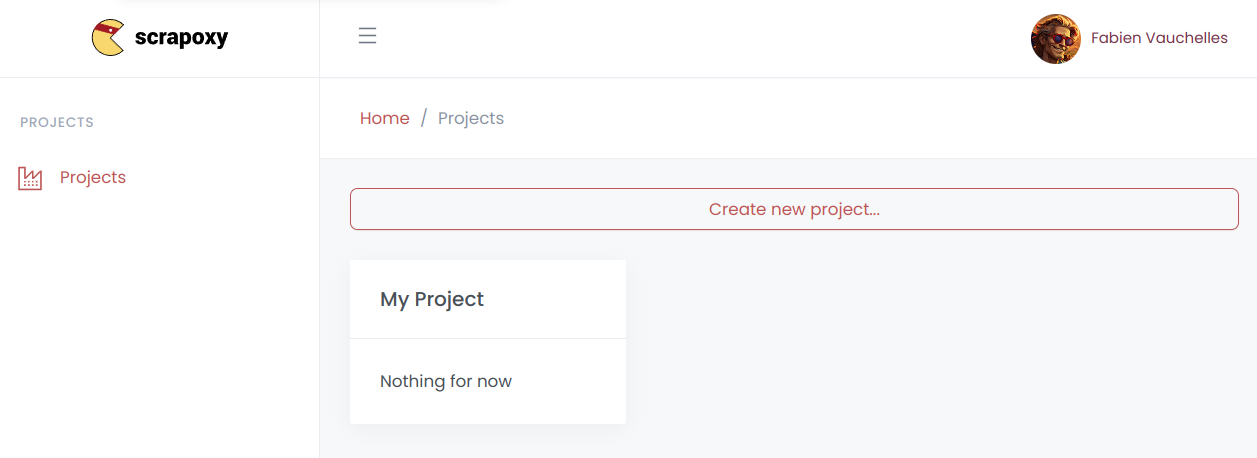 scrapoxy
Fabien Vauchelles
PROJECTS
Projects
Home / Projects
Create new project...
My Project
Nothing for now